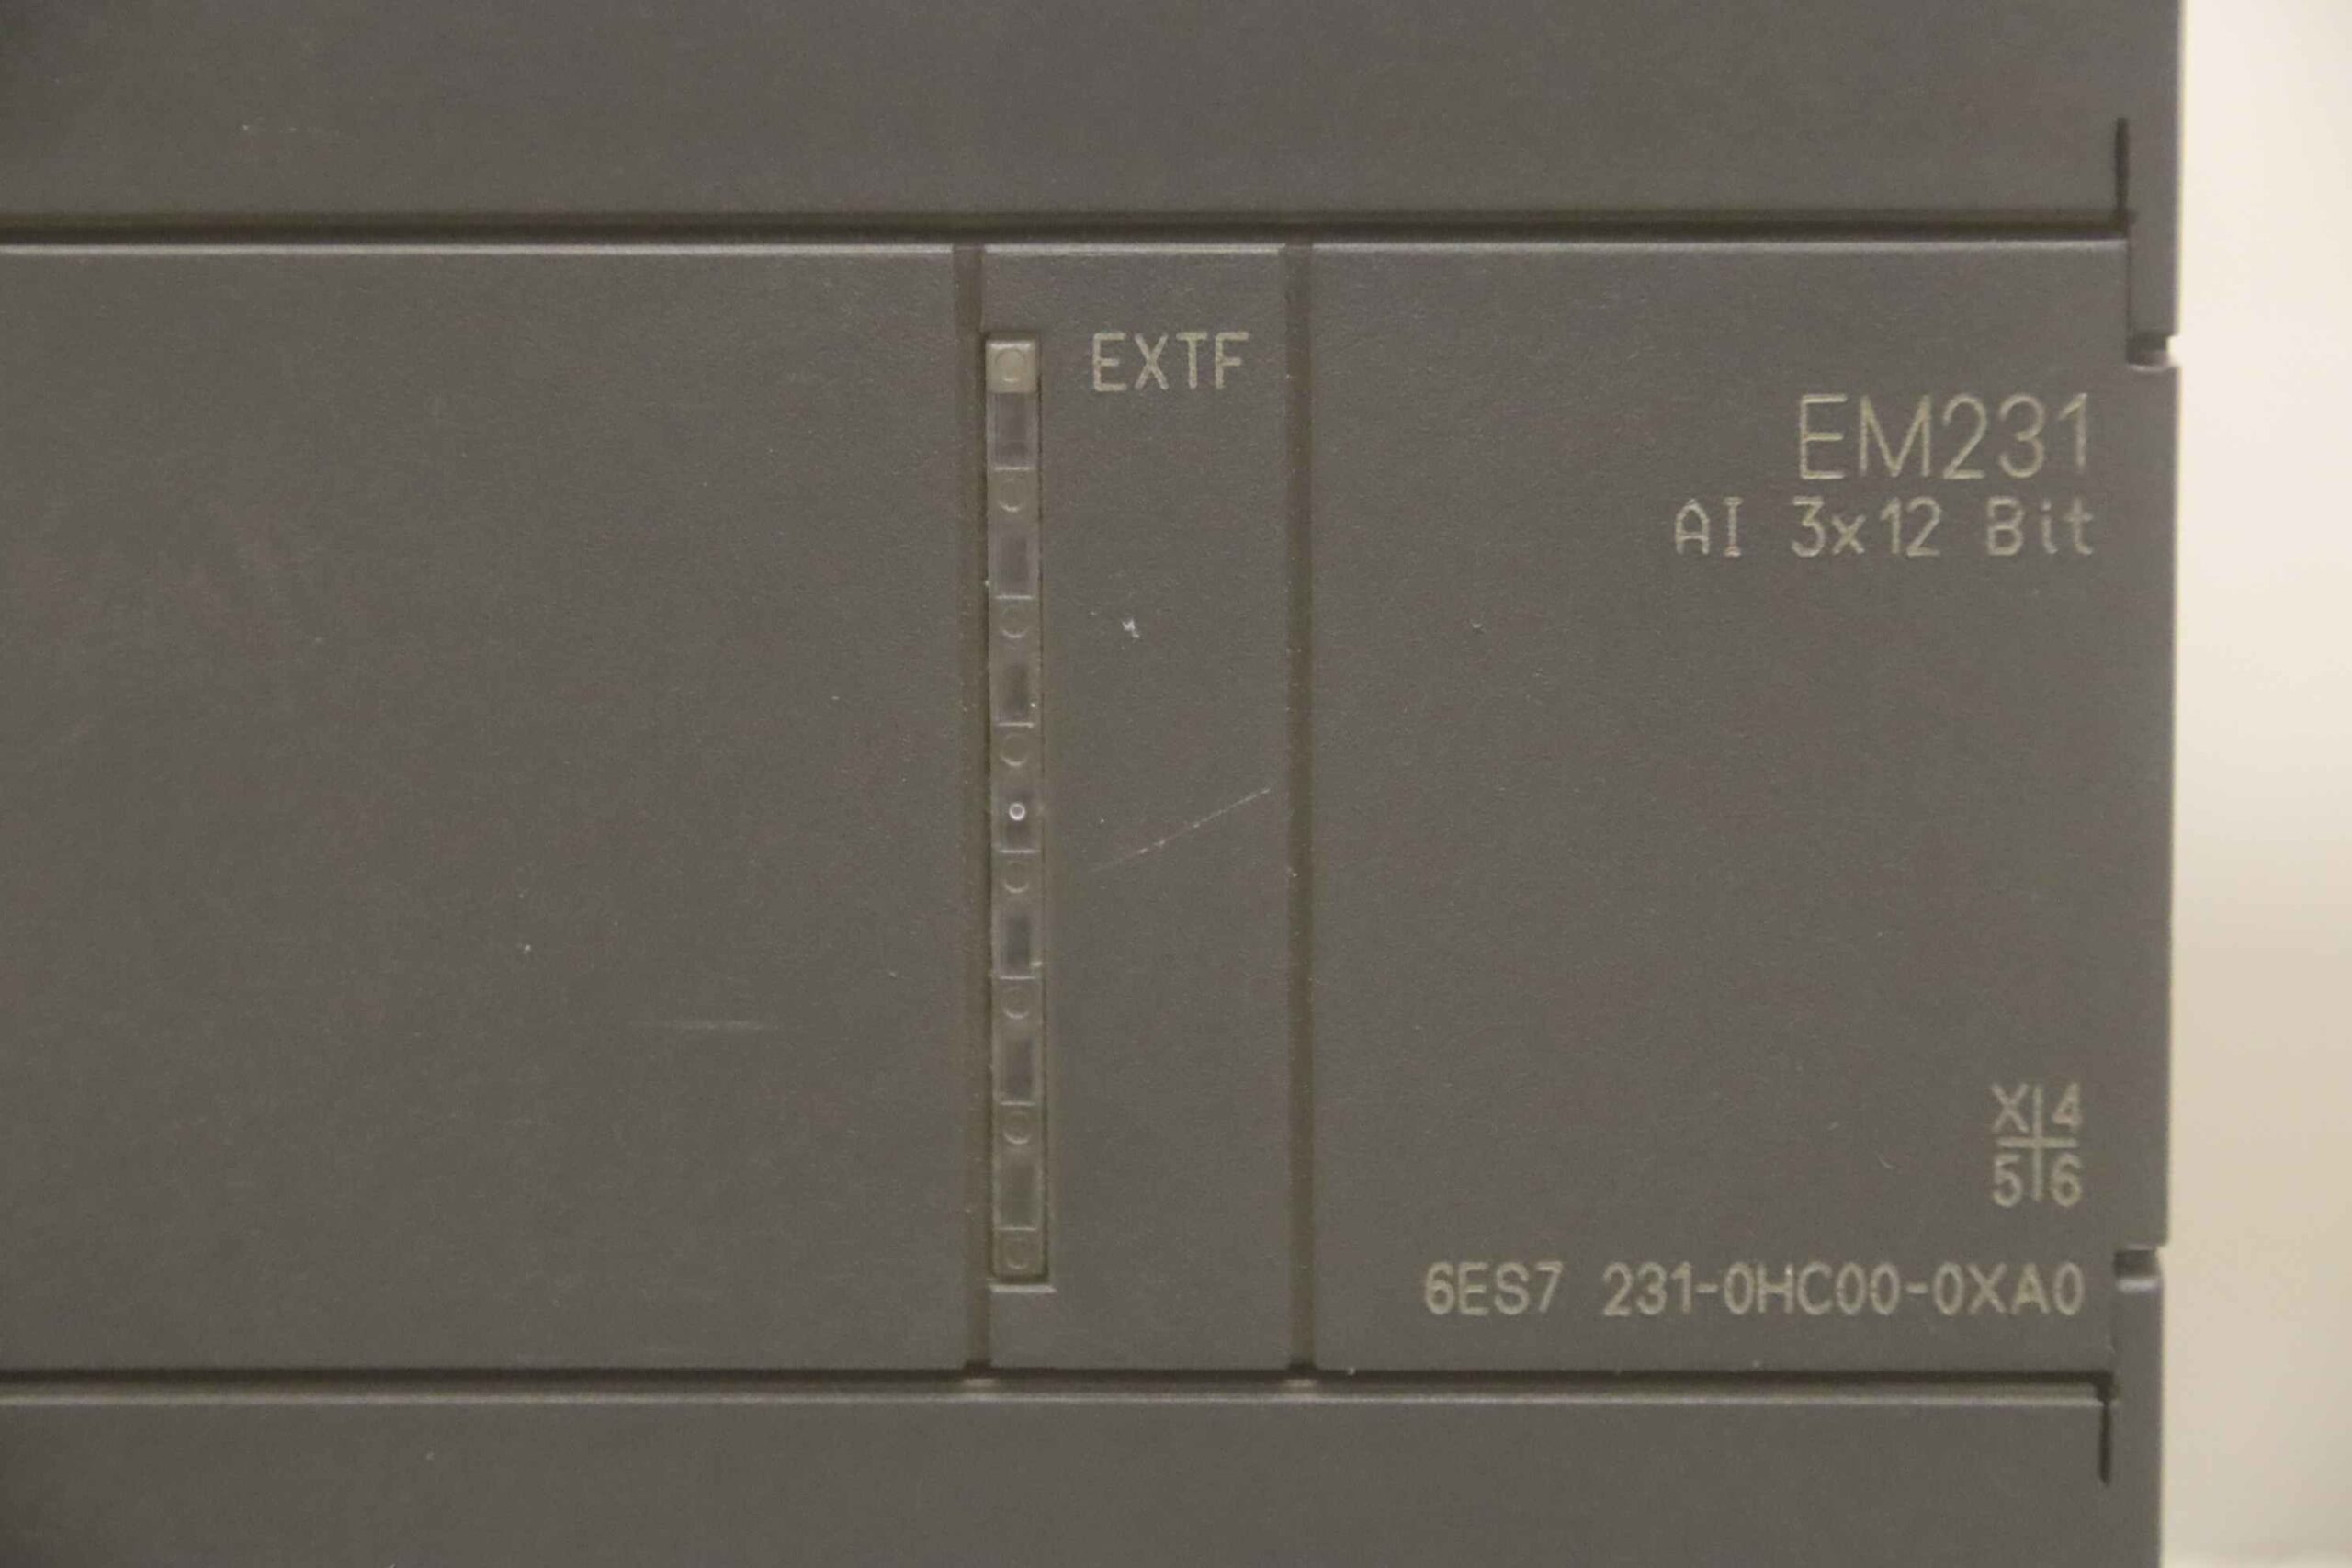 EXTF
EM231
AI 3x12 Bit
X 4
5 6
6ES7 231-0HC00-0XA0